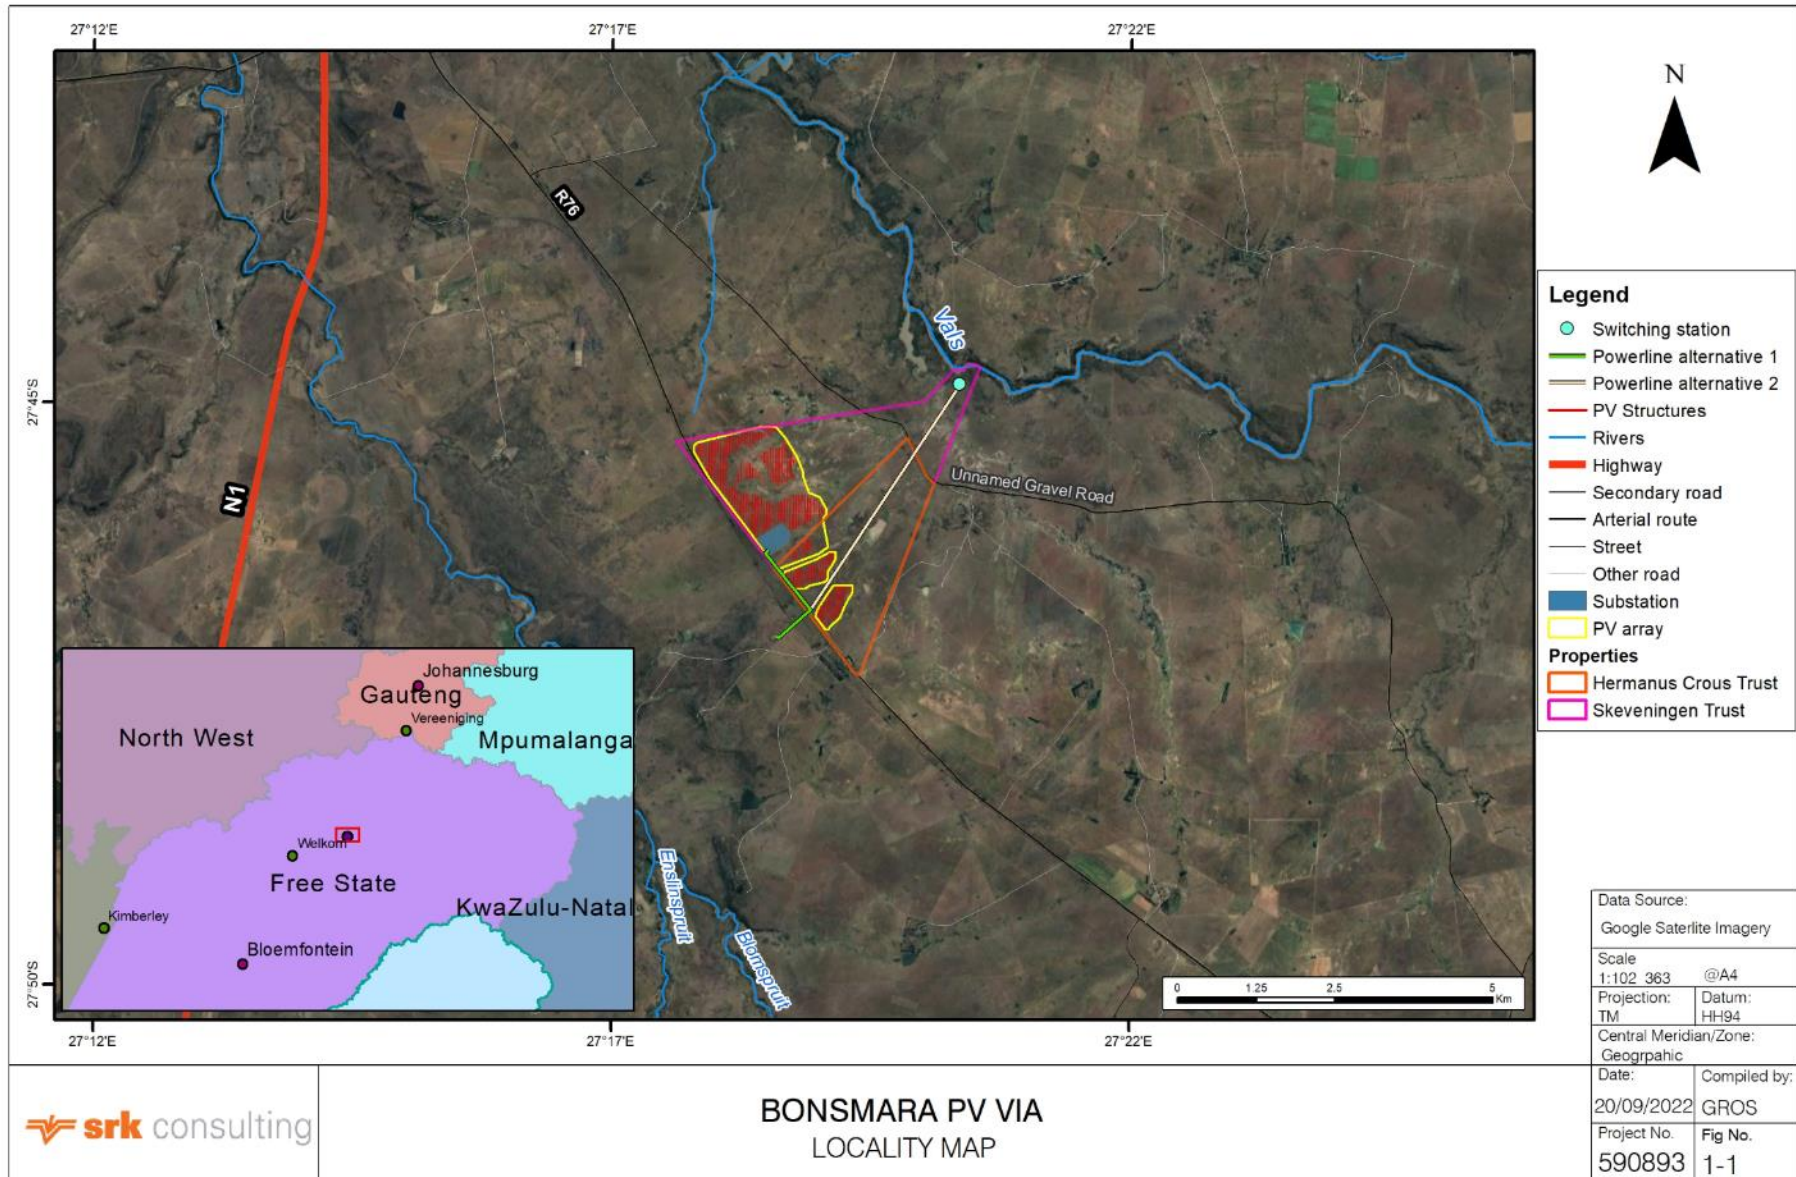 27°12'E
27°17'E
27°22'E
N
R76
Vals
27°45'S
N1
Unnamed Gravel Road
Legend
Switching station
Powerline alternative 1
Powerline alternative 2
PV Structures
Rivers
Highway
Secondary road
Arterial route
Street
Other road
Substation
PV array
Properties
Hermanus Crous Trust
Skeveningen Trust
Johannesburg
Gauteng
Vereeniging
North West
Mpumalanga
Welkom
Free State
KwaZulu-Natal
Kimberley
Bloemfontein
Enslinspruit
Blomspruit
27°50'S
0 1.25 2.5 5
Km
27°12'E
27°17'E
27°22'E
Data Source:
Google Saterlite Imagery
Scale
1:102 363 @A4
Projection: Datum:
TM HH94
Central Meridian/Zone:
Geogrpahic
Date: Compiled by:
20/09/2022 GROS
Project No. Fig No.
590893 1-1
srk consulting
BONSMARA PV VIA
LOCALITY MAP